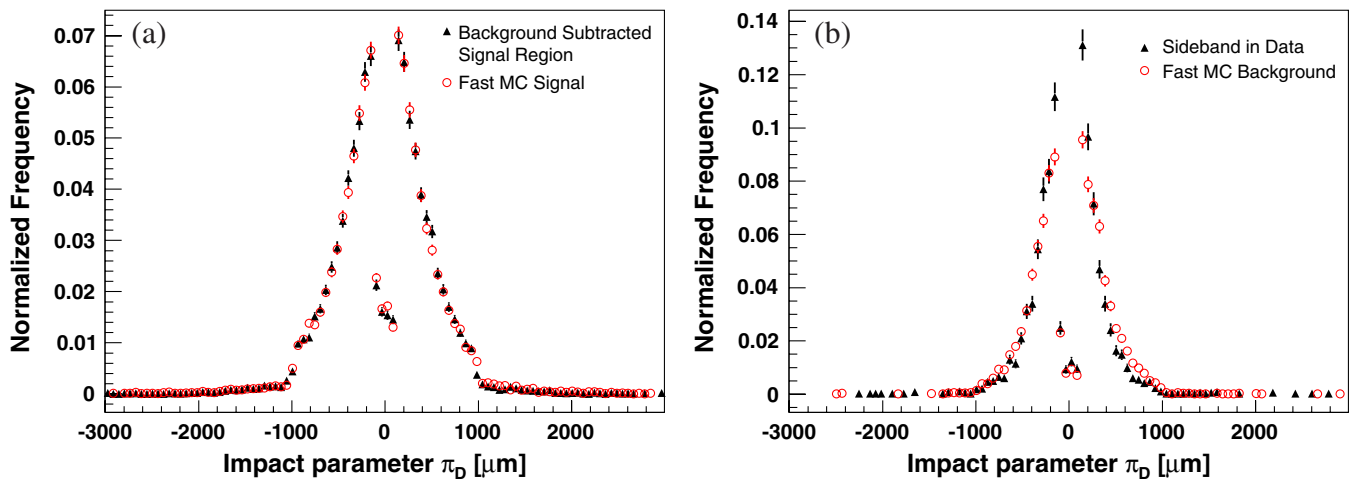 (a)
Background Subtracted
Signal Region
Fast MC Signal
Normalized Frequency
0.07
0.06
0.05
0.04
0.03
0.02
0.01
0
-3000 -2000 -1000 0 1000 2000
Impact parameter π_D [μm]
(b)
Sideband in Data
Fast MC Background
Normalized Frequency
0.14
0.12
0.1
0.08
0.06
0.04
0.02
0
-3000 -2000 -1000 0 1000 2000
Impact parameter π_D [μm]